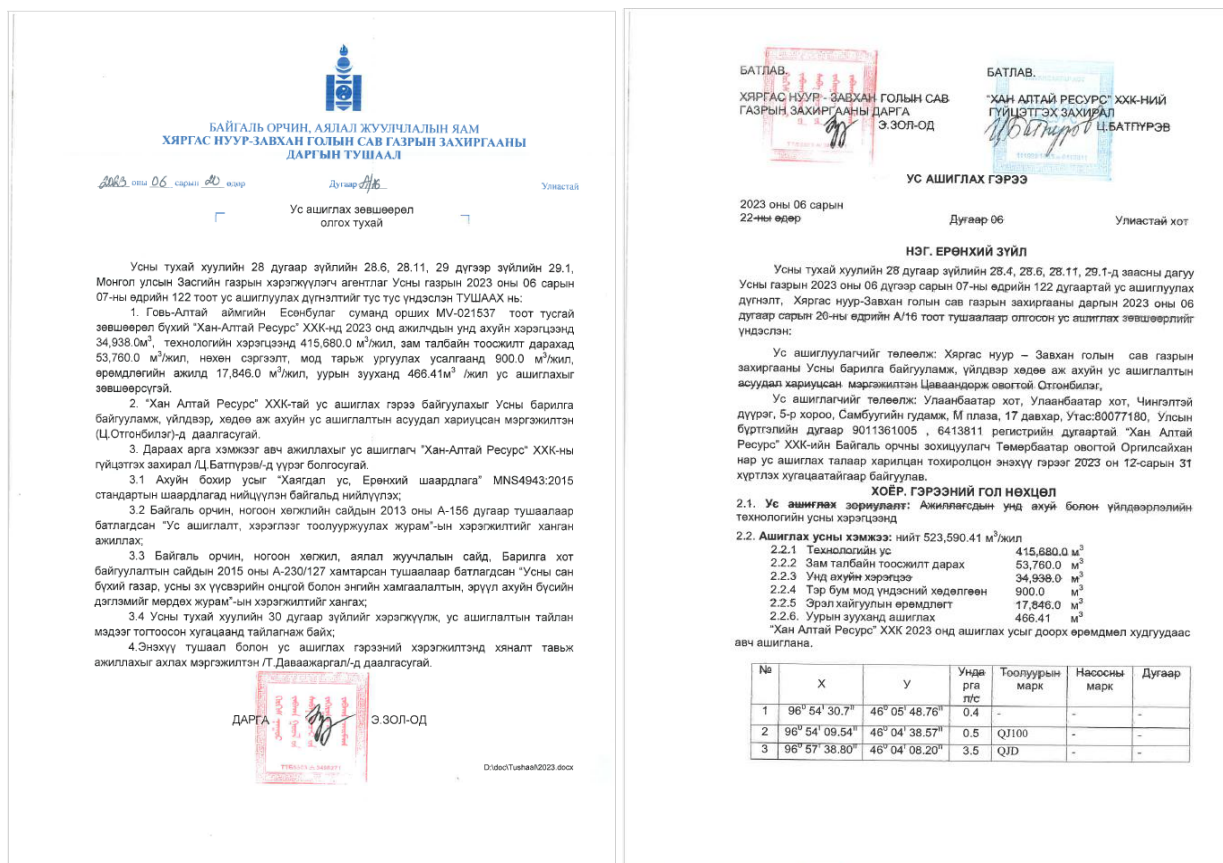 БАЙГАЛЬ ОРЧИН, АЯЛАЛ ЖУУЛЧЛАЛЫН ЯАМ
ХЯРГАС НУУР-ЗАВХАН ГОЛЫН САВ ГАЗРЫН ЗАХИРГААНЫ
ДАРГЫН ТУШААЛ
2023 оны 06 сарын 20 өдөр Дугаар А/16 Улиастай
Ус ашиглах зөвшөөрөл
олгох тухай
Усны тухай хуулийн 28 дугаар зүйлийн 28.6, 28.11, 29 дүгээр зүйлийн 29.1,
Монгол улсын Засгийн газрын хэрэгжүүлэгч агентлаг Усны газрын 2023 оны 06 сарын
07-ны өдрийн 122 тоот ус ашиглуулах дүгнэлтийг тус тус үндэслэн ТУШААХ нь:
1. Говь-Алтай аймгийн Есөнбулаг суманд орших MV-021537 тоот тусгай
зөвшөөрөл бүхий "Хан-Алтай Ресурс" ХХК-нд 2023 онд ажилчдын унд ахуйн хэрэгцээнд
34,938.0м³, технологийн хэрэгцээнд 415,680.0 м³/жил, зам талбайн тоосжилт дарахад
53,760.0 м³/жил, нөхөн сэргээлт, мод тарьж ургуулах усалгаанд 900.0 м³/жил,
өрөмдлөгийн ажилд 17,846.0 м³/жил, уурын зууханд 466.41м³ /жил ус ашиглахыг
зөвшөөрсүгэй.
2. "Хан Алтай Ресурс" ХХК-тай ус ашиглах гэрээ байгуулахыг Усны барилга
байгууламж, үйлдвэр, хөдөө аж ахуйн ус ашиглалтын асуудал хариуцсан мэргэжилтэн
(Ц.Отгонбилэг)-д даалгасугай.
3. Дараах арга хэмжээг авч ажиллахыг ус ашиглагч "Хан-Алтай Ресурс" ХХК-ны
гүйцэтгэх захирал /Ц.Батпүрэв/-д үүрэг болгосугай.
3.1 Ахуйн бохир усыг "Хаягдал ус, Ерөнхий шаардлага" MNS4943:2015
стандартын шаардлагад нийцүүлэн байгальд нийлүүлэх;
3.2 Байгаль орчин, ногоон хөгжлийн сайдын 2013 оны А-156 дугаар тушаалаар
батлагдсан "Ус ашиглалт, хэрэглээг тоолууржуулах журам"-ын хэрэгжилтийг ханган
ажиллах;
3.3 Байгаль орчин, ногоон хөгжил, аялал жуучлалын сайд, Барилга хот
байгуулалтын сайдын 2015 оны А-230/127 хамтарсан тушаалаар батлагдсан "Усны сан
бүхий газар, усны эх үүсвэрийн онцгой болон энгийн хамгаалалтын, эрүүл ахуйн бүсийн
дэглэмийг мөрдөх журам"-ын хэрэгжилтийг хангах;
3.4 Усны тухай хуулийн 30 дугаар зүйлийг хэрэгжүүлж, ус ашиглалтын тайлан
мэдээг тогтоосон хугацаанд тайлагнаж байх;
4.Энэхүү тушаал болон ус ашиглах гэрээний хэрэгжилтэнд хяналт тавьж
ажиллахыг ахлах мэргэжилтэн /Т.Даваажаргал/-д даалгасугай.
ДАРГА Э.ЗОЛ-ОД
D:\doc\Tushaal\2023.docx
БАТЛАВ.
ХЯРГАС НУУР - ЗАВХАН ГОЛЫН САВ
ГАЗРЫН ЗАХИРГААНЫ ДАРГА
Э.ЗОЛ-ОД
БАТЛАВ.
"ХАН АЛТАЙ РЕСУРС" ХХК-НИЙ
ГҮЙЦЭТГЭХ ЗАХИРАЛ
Ц.БАТПҮРЭВ
УС АШИГЛАХ ГЭРЭЭ
2023 оны 06 сарын
22-ны өдөр Дугаар 06 Улиастай хот
НЭГ. ЕРӨНХИЙ ЗҮЙЛ
Усны тухай хуулийн 28 дугаар зүйлийн 28.4, 28.6, 28.11, 29.1-д заасны дагуу
Усны газрын 2023 оны 06 дүгээр сарын 07-ны өдрийн 122 дугаартай ус ашиглуулах
дүгнэлт, Хяргас нуур-Завхан голын сав газрын захиргааны даргын 2023 оны 06
дугаар сарын 20-ны өдрийн А/16 тоот тушаалаар олгосон ус ашиглах зөвшөөрлийг
үндэслэн:
Ус ашиглуулагчийг төлөөлж: Хяргас нуур – Завхан голын сав газрын
захиргааны Усны барилга байгууламж, үйлдвэр хөдөө аж ахуйн ус ашиглалтын
асуудал хариуцсан мэргэжилтэн Цаваандорж овогтой Отгонбилэг,
Ус ашиглагчийг төлөөлж: Улаанбаатар хот, Улаанбаатар хот, Чингэлтэй
дүүрэг, 5-р хороо, Самбуугийн гудамж, М плаза, 17 давхар, Утас:80077180, Улсын
бүртгэлийн дугаар 9011361005 , 6413811 регистрийн дугаартай "Хан Алтай
Ресурс" ХХК-ийн Байгаль орчны зохицуулагч Төмөрбаатар овогтой Оргилсайхан
нар ус ашиглах талаар харилцан тохиролцон энэхүү гэрээг 2023 он 12-сарын 31
хүртлэх хугацаатайгаар байгуулав.
ХОЁР. ГЭРЭЭНИЙ ГОЛ НӨХЦӨЛ
2.1. Ус ашиглах зориулалт: Ажиллагсдын унд ахуй болон үйлдвэрлэлийн
технологийн усны хэрэгцээнд
2.2. Ашиглах усны хэмжээ: нийт 523,590.41 м³/жил
2.2.1 Технологийн ус 415,680.0 м³
2.2.2 Зам талбайн тоосжилт дарах 53,760.0 м³
2.2.3 Унд ахуйн хэрэгцээ 34,938.0 м³
2.2.4 Тэр бум мод үндэсний хөдөлгөөн 900.0 м³
2.2.5 Эрэл хайгуулын өрөмдлөгт 17,846.0 м³
2.2.6. Уурын зууханд ашиглах 466.41 м³
"Хан Алтай Ресурс" ХХК 2023 онд ашиглах усыг доорх өрөмдмөл худгуудаас
авч ашиглана.
№ Х У Ундарга л/с Тоолуурын марк Насосны марк Дугаар
1 96⁰ 54ᴵ 30.7ᴵᴵ 46⁰ 05ᴵ 48.76ᴵᴵ 0.4 - - -
2 96⁰ 54ᴵ 09.54ᴵᴵ 46⁰ 04ᴵ 38.57ᴵᴵ 0.5 QJ100 - -
3 96⁰ 57ᴵ 38.80ᴵᴵ 46⁰ 04ᴵ 08.20ᴵᴵ 3.5 QJD - -